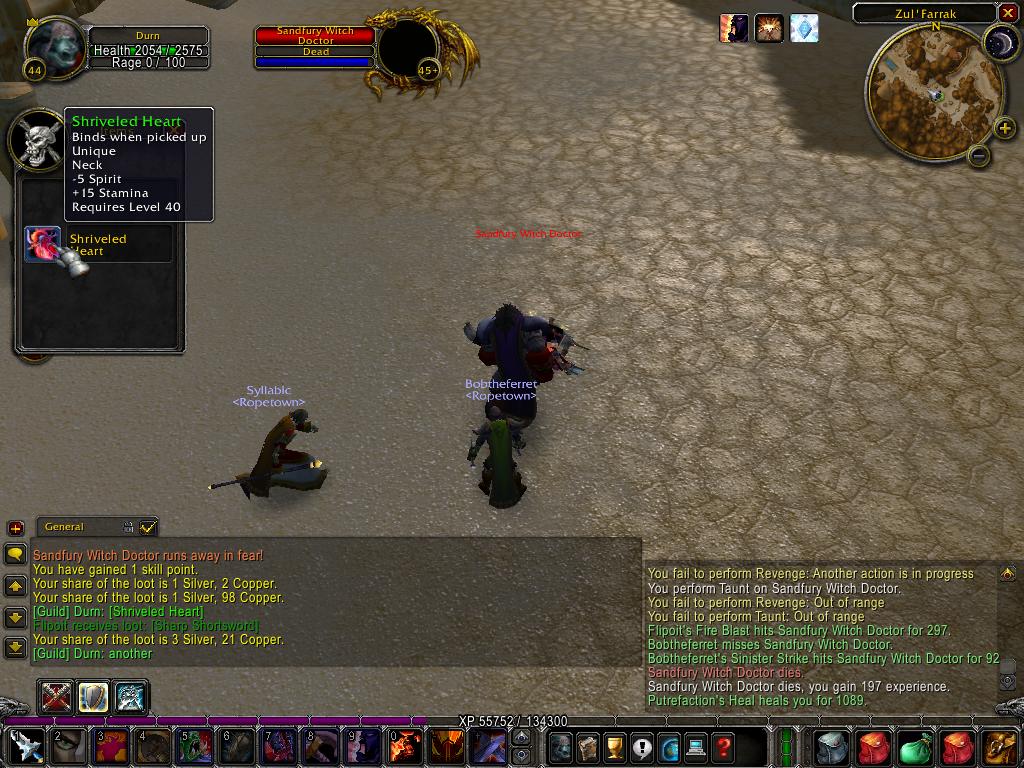 Durn
Health 2054 / 2575
Rage 0 / 100
44
Sandfury Witch
Doctor
Dead
45+
Zul'Farrak
N
Shriveled Heart
Binds when picked up
Unique
Neck
-5 Spirit
+15 Stamina
Requires Level 40
Shriveled
Heart
Sandfury Witch Doctor
Syllabic
<Ropetown>
Bobtheferret
<Ropetown>
General
Sandfury Witch Doctor runs away in fear!
You have gained 1 skill point.
Your share of the loot is 1 Silver, 2 Copper.
Your share of the loot is 1 Silver, 98 Copper.
[Guild] Durn: [Shriveled Heart]
Flipoit receives loot: [Sharp Shortsword]
Your share of the loot is 3 Silver, 21 Copper.
[Guild] Durn: another
You fail to perform Revenge: Another action is in progress
You perform Taunt on Sandfury Witch Doctor.
You fail to perform Revenge: Out of range
You fail to perform Taunt: Out of range
Flipoit's Fire Blast hits Sandfury Witch Doctor for 297.
Bobtheferret misses Sandfury Witch Doctor.
Bobtheferret's Sinister Strike hits Sandfury Witch Doctor for 92
Sandfury Witch Doctor dies.
Sandfury Witch Doctor dies, you gain 197 experience.
Putrefaction's Heal heals you for 1089.
XP 55752 / 134300
2
3
4
5
6
7
8
9
0